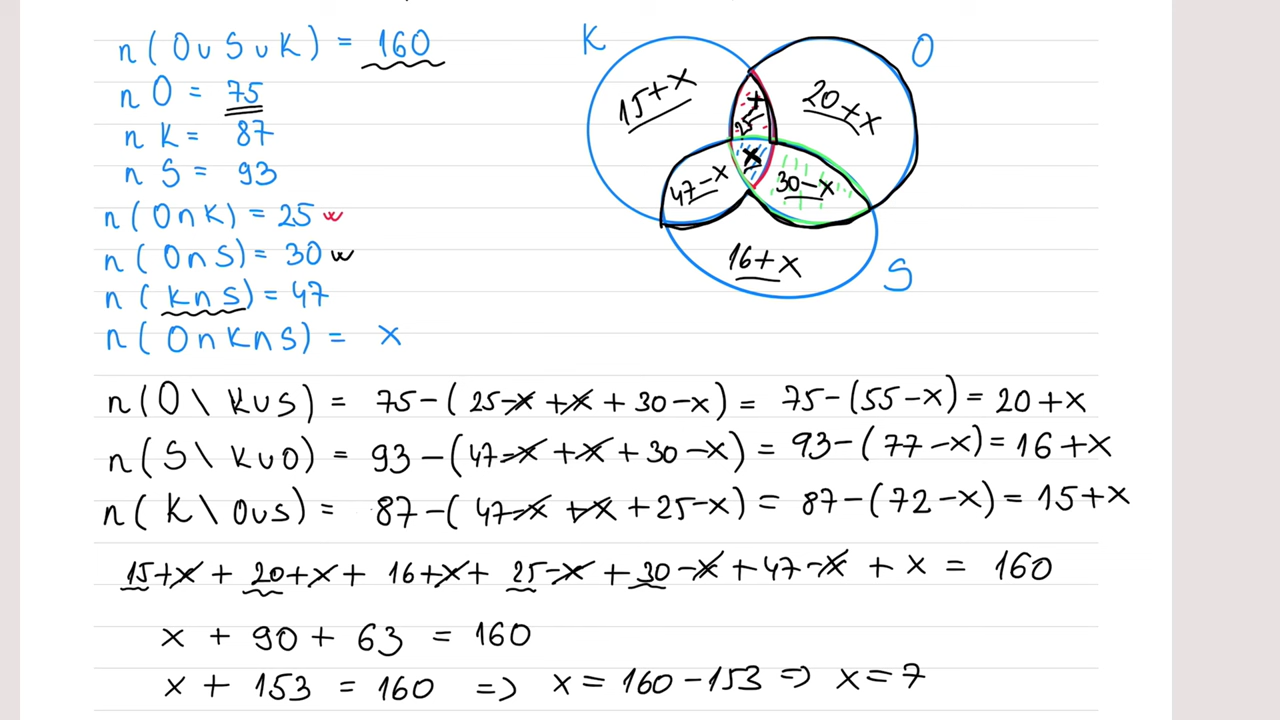 n ( O ∪ S ∪ K ) = 160
n O = 75
n K = 87
n S = 93
n ( O ∩ K ) = 25 w
n ( O ∩ S ) = 30 w
n ( K ∩ S ) = 47
n ( O ∩ K ∩ S ) = x
K
O
15 + x
25 - x
20 + x
x
47 - x
30 - x
16 + x
S
n ( O \ K ∪ S ) = 75 - ( 25 - x + x + 30 - x ) = 75 - ( 55 - x ) = 20 + x
n ( S \ K ∪ O ) = 93 - ( 47 - x + x + 30 - x ) = 93 - ( 77 - x ) = 16 + x
n ( K \ O ∪ S ) = 87 - ( 47 - x + x + 25 - x ) = 87 - ( 72 - x ) = 15 + x
15 + x + 20 + x + 16 + x + 25 - x + 30 - x + 47 - x + x = 160
x + 90 + 63 = 160
x + 153 = 160 => x = 160 - 153 => x = 7